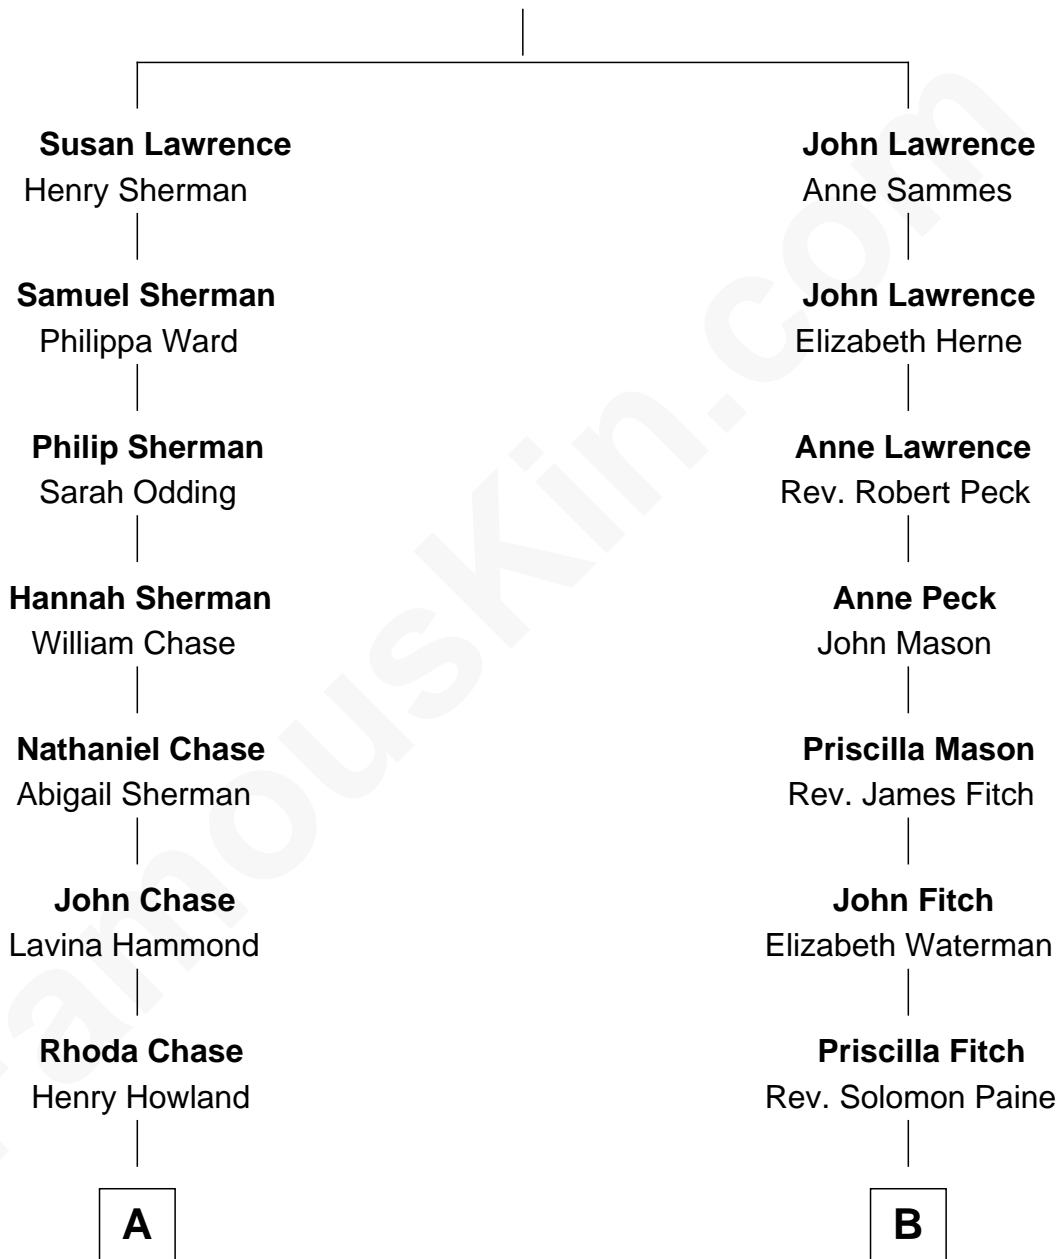 Susan Lawrence
Henry Sherman
Samuel Sherman
Philippa Ward
Philip Sherman
Sarah Odding
Hannah Sherman
William Chase
Nathaniel Chase
Abigail Sherman
John Chase
Lavina Hammond
Rhoda Chase
Henry Howland
A
John Lawrence
Anne Sammes
John Lawrence
Elizabeth Herne
Anne Lawrence
Rev. Robert Peck
Anne Peck
John Mason
Priscilla Mason
Rev. James Fitch
John Fitch
Elizabeth Waterman
Priscilla Fitch
Rev. Solomon Paine
B
FamousKin.com